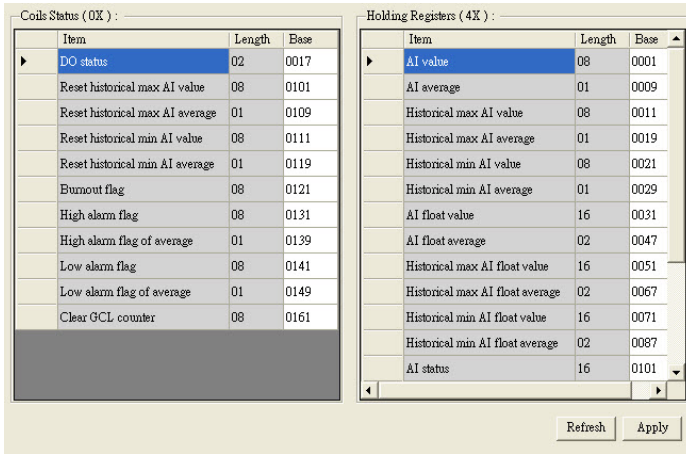 Coils Status ( 0X ) :
Item Length Base
DO status 02 0017
Reset historical max AI value 08 0101
Reset historical max AI average 01 0109
Reset historical min AI value 08 0111
Reset historical min AI average 01 0119
Burnout flag 08 0121
High alarm flag 08 0131
High alarm flag of average 01 0139
Low alarm flag 08 0141
Low alarm flag of average 01 0149
Clear GCL counter 08 0161
Holding Registers ( 4X ) :
Item Length Base
AI value 08 0001
AI average 01 0009
Historical max AI value 08 0011
Historical max AI average 01 0019
Historical min AI value 08 0021
Historical min AI average 01 0029
AI float value 16 0031
AI float average 02 0047
Historical max AI float value 16 0051
Historical max AI float average 02 0067
Historical min AI float value 16 0071
Historical min AI float average 02 0087
AI status 16 0101
Refresh Apply